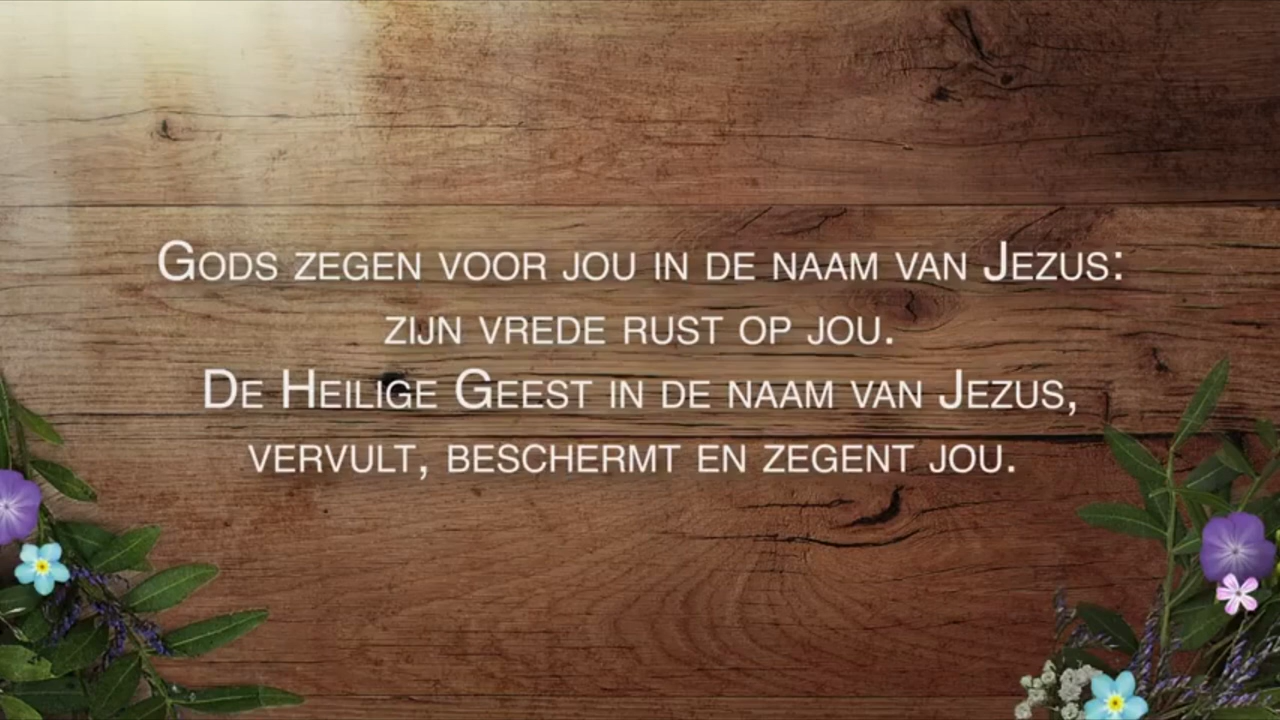 Gods zegen voor jou in de naam van Jezus:
zijn vrede rust op jou.
De Heilige Geest in de naam van Jezus,
vervult, beschermt en zegent jou.